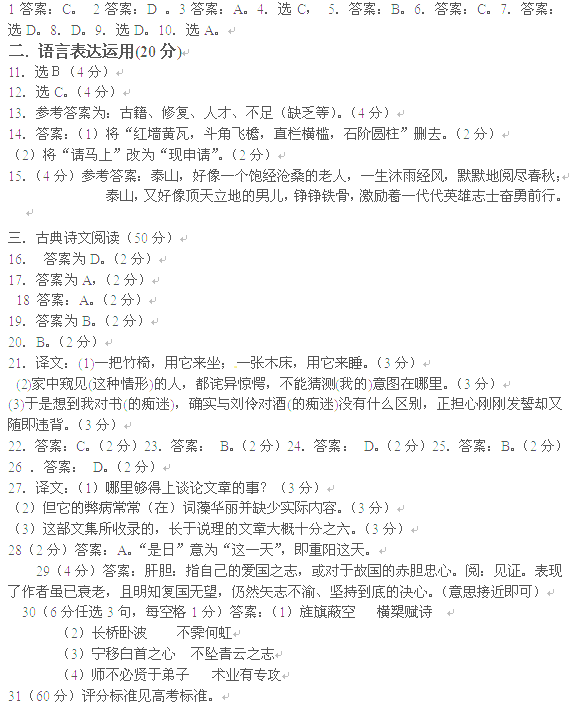 1 答案：C。 2 答案：D 。3 答案：A。4．选 C， 5．答案：B。6．答案：C。7．答案：
选 D。8．D。9．选 D。10．选 A。
二．语言表达运用(20 分)
11．选 B（4 分）
12．选 C。（4 分）
13．参考答案为：古籍、修复、人才、不足（缺乏等）。（4 分）
14．答案：（1）将“红墙黄瓦，斗角飞檐，直栏横槛，石阶圆柱”删去。（2 分）
（2）将“请马上”改为“现申请”。（2 分）
15．（4 分）参考答案：泰山，好像一个饱经沧桑的老人，一生沐雨经风，默默地阅尽春秋；
泰山，又好像顶天立地的男儿，铮铮铁骨，激励着一代代英雄志士奋勇前行。
三．古典诗文阅读（50 分）
16． 答案为 D。（2 分）
17．答案为 A，（2 分）
18 答案：A。（2 分）
19．答案为 B。（2 分）
20．B。（2 分）
21．译文：(1)一把竹椅，用它来坐；一张木床，用它来睡。（3 分）
(2)家中窥见(这种情形)的人，都诧异惊愕，不能猜测(我的)意图在哪里。（3 分）
(3)于是想到我对书(的痴迷)，确实与刘伶对酒(的痴迷)没有什么区别，正担心刚刚发誓却又
随即违背。（3 分）
22．答案：C。（2 分）23．答案： B。（2 分）24．答案： D。（2 分）25．答案：B。（2 分）
26 ．答案： D。（2 分）
27．译文：（1）哪里够得上谈论文章的事？（3 分）
（2）但它的弊病常常（在）词藻华丽并缺少实际内容。（3 分）
（3）这部文集所收录的，长于说理的文章大概十分之六。（3 分）
28（2 分）答案：A。“是日”意为“这一天”，即重阳这天。
29（4 分）答案：肝胆：指自己的爱国之志，或对于故国的赤胆忠心。阅：见证。表现
了作者虽已衰老，且明知复国无望，仍然矢志不渝、坚持到底的决心。（意思接近即可）
30（6 分任选 3 句，每空格 1 分）答案：（1）旌旗蔽空 横槊赋诗
（2）长桥卧波 不霁何虹
（3）宁移白首之心 不坠青云之志
（4）师不必贤于弟子 术业有专攻
31（60 分）评分标准见高考标准。